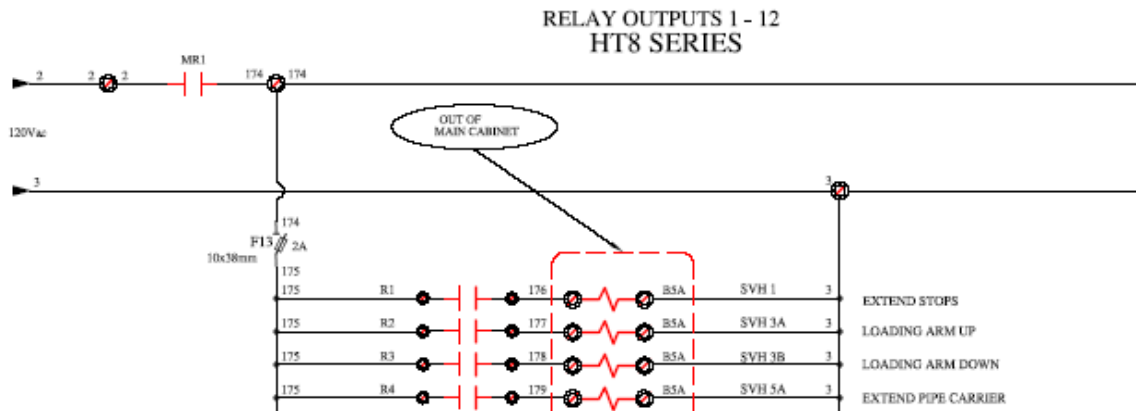 RELAY OUTPUTS 1 - 12
HT8 SERIES
2 2 2 MR1 174 174
OUT OF
MAIN CABINET
120Vac
3 3
174
F13 2A
10x38mm
175
175 R1 176 B5A SVH 1 3 EXTEND STOPS
175 R2 177 B5A SVH 3A 3 LOADING ARM UP
175 R3 178 B5A SVH 3B 3 LOADING ARM DOWN
175 R4 179 B5A SVH 5A 3 EXTEND PIPE CARRIER